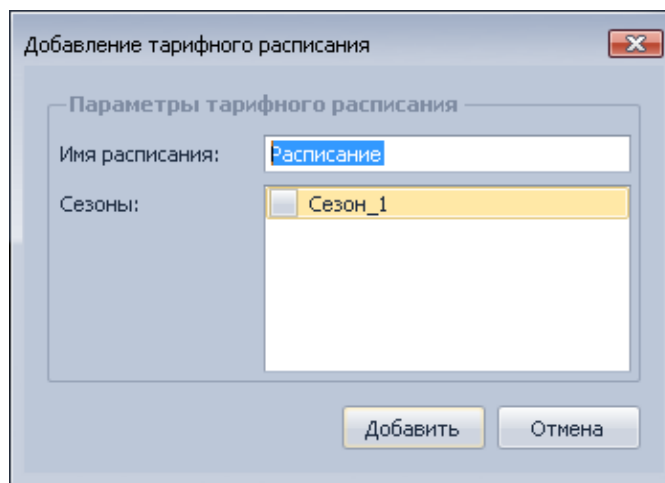 Добавление тарифного расписания
Параметры тарифного расписания
Имя расписания: Расписание
Сезоны: Сезон_1
Добавить Отмена